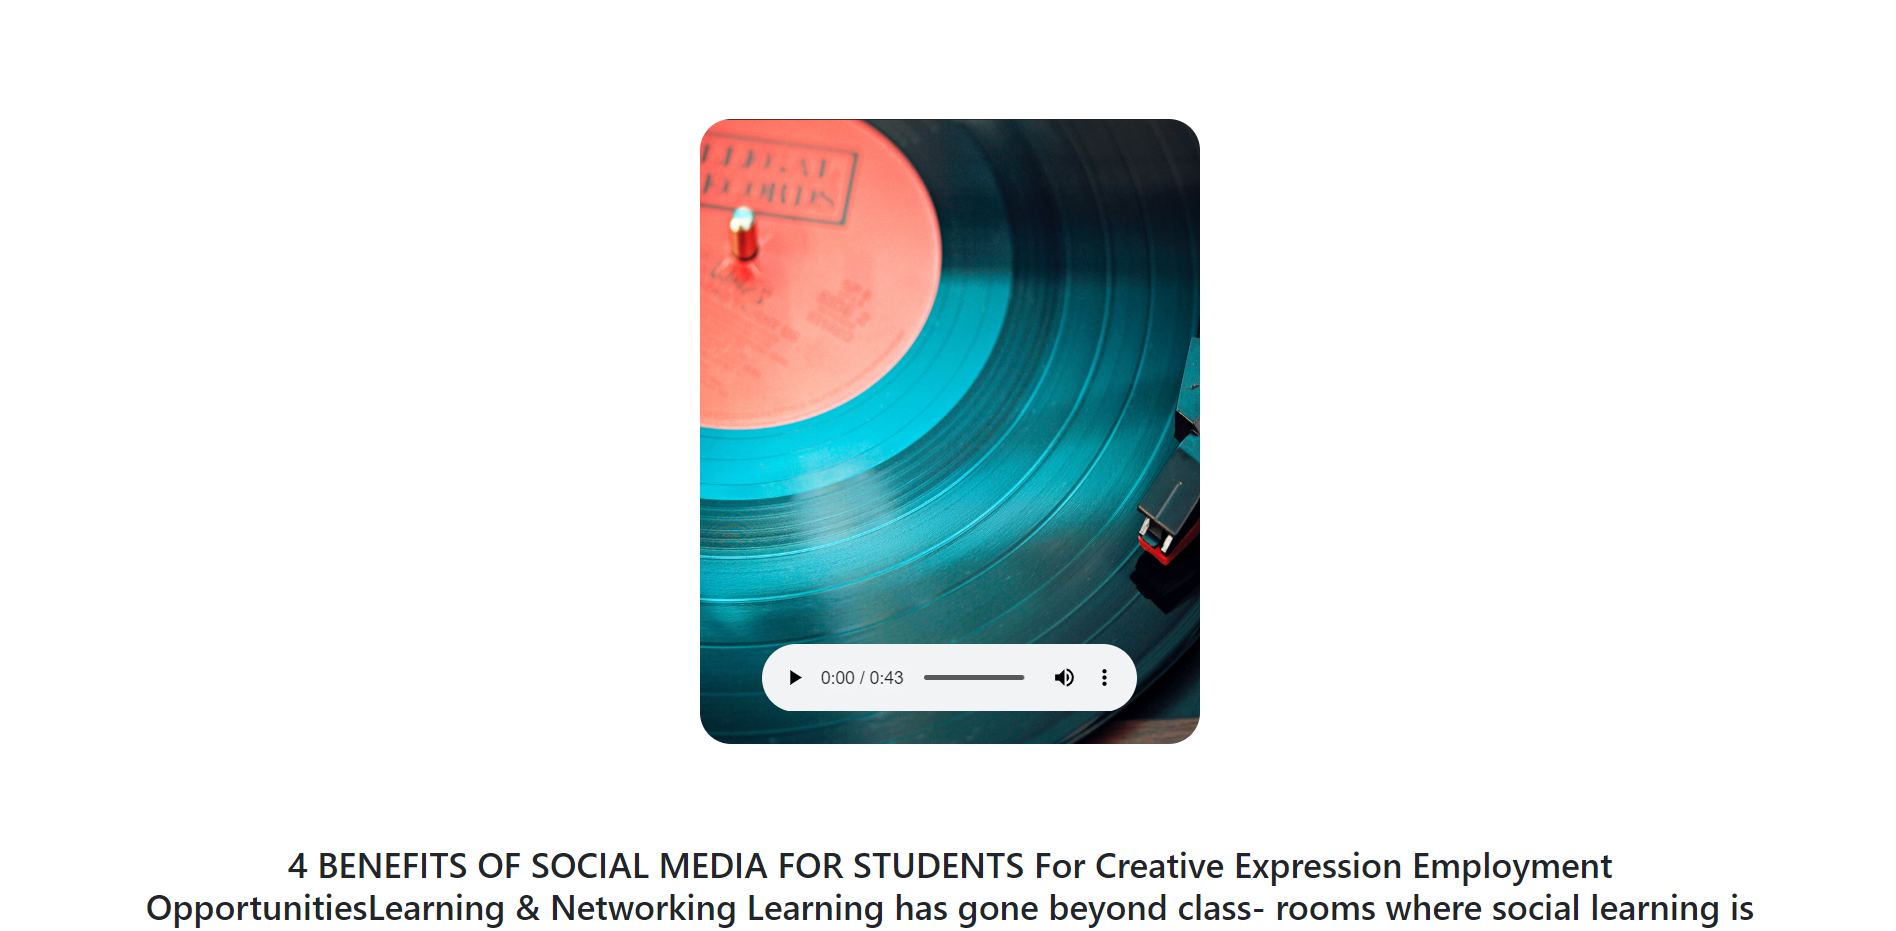 ECORDS
0:00 / 0:43
4 BENEFITS OF SOCIAL MEDIA FOR STUDENTS For Creative Expression Employment
OpportunitiesLearning & Networking Learning has gone beyond class- rooms where social learning is